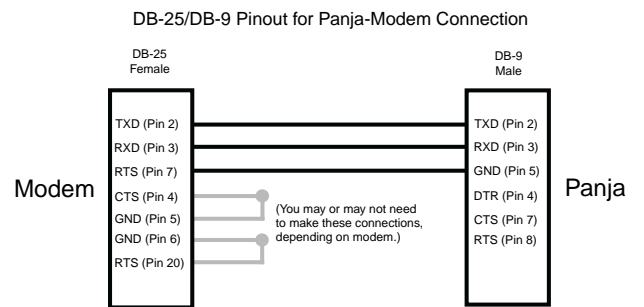 DB-25/DB-9 Pinout for Panja-Modem Connection
DB-25
Female
DB-9
Male
Modem
TXD (Pin 2)
RXD (Pin 3)
RTS (Pin 7)
CTS (Pin 4)
GND (Pin 5)
GND (Pin 6)
RTS (Pin 20)
(You may or may not need
to make these connections,
depending on modem.)
TXD (Pin 2)
RXD (Pin 3)
GND (Pin 5)
DTR (Pin 4)
CTS (Pin 7)
RTS (Pin 8)
Panja